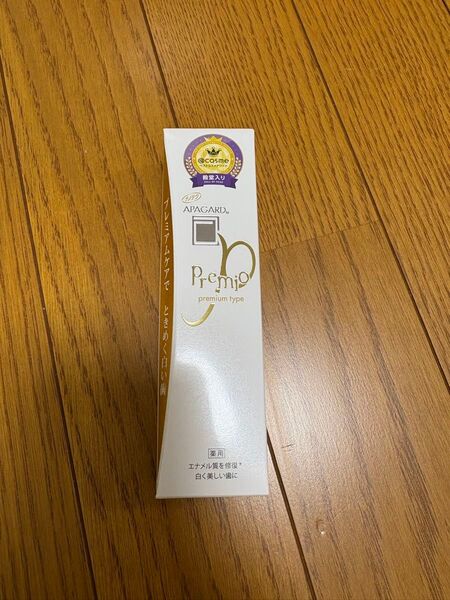 @cosme
殿堂入り
APAGARD
premio
premium type
プレミアムケアで ときめく白い歯
薬用
エナメル質を修復*
白く美しい歯に